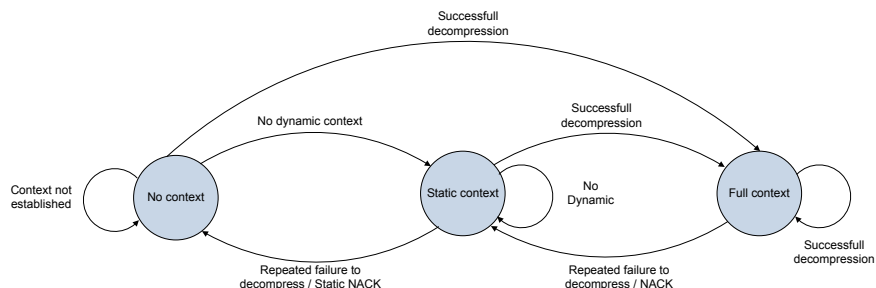 Successfull
decompression
No dynamic context
Successfull
decompression
Context not
established
No context
Static context
No
Dynamic
Full context
Successfull
decompression
Repeated failure to
decompress / Static NACK
Repeated failure to
decompress / NACK